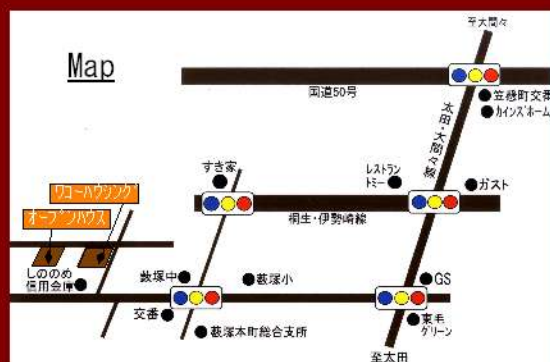 至大間々
Map
国道50号
笠懸町交番
カインズホーム
太田・大間々線
すき家
レストラン
トミー
ガスト
桐生・伊勢崎線
ワコーハウジング
オープンハウス
しののめ
信用金庫
藪塚中
藪塚小
GS
交番
藪塚本町総合支所
東毛
グリーン
至太田